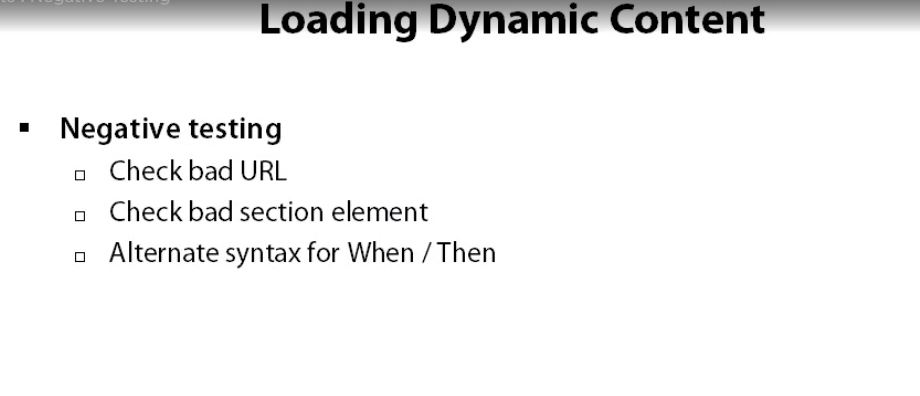 Negative Testing
Loading Dynamic Content
Negative testing
Check bad URL
Check bad section element
Alternate syntax for When / Then